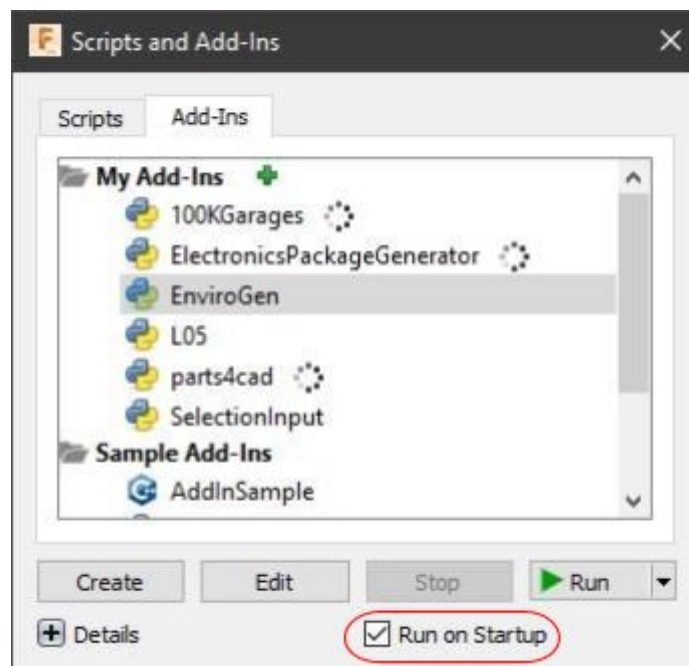 Scripts and Add-Ins
Scripts Add-Ins
My Add-Ins
100KGarages
ElectronicsPackageGenerator
EnviroGen
L05
parts4cad
SelectionInput
Sample Add-Ins
AddInSample
Create Edit Stop Run
Details Run on Startup